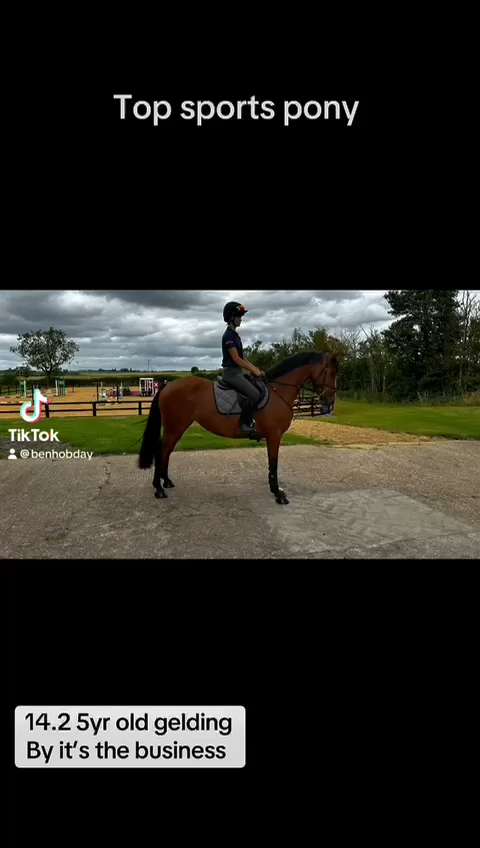 Top sports pony
TikTok
@benhobday
14.2 5yr old gelding
By it's the business